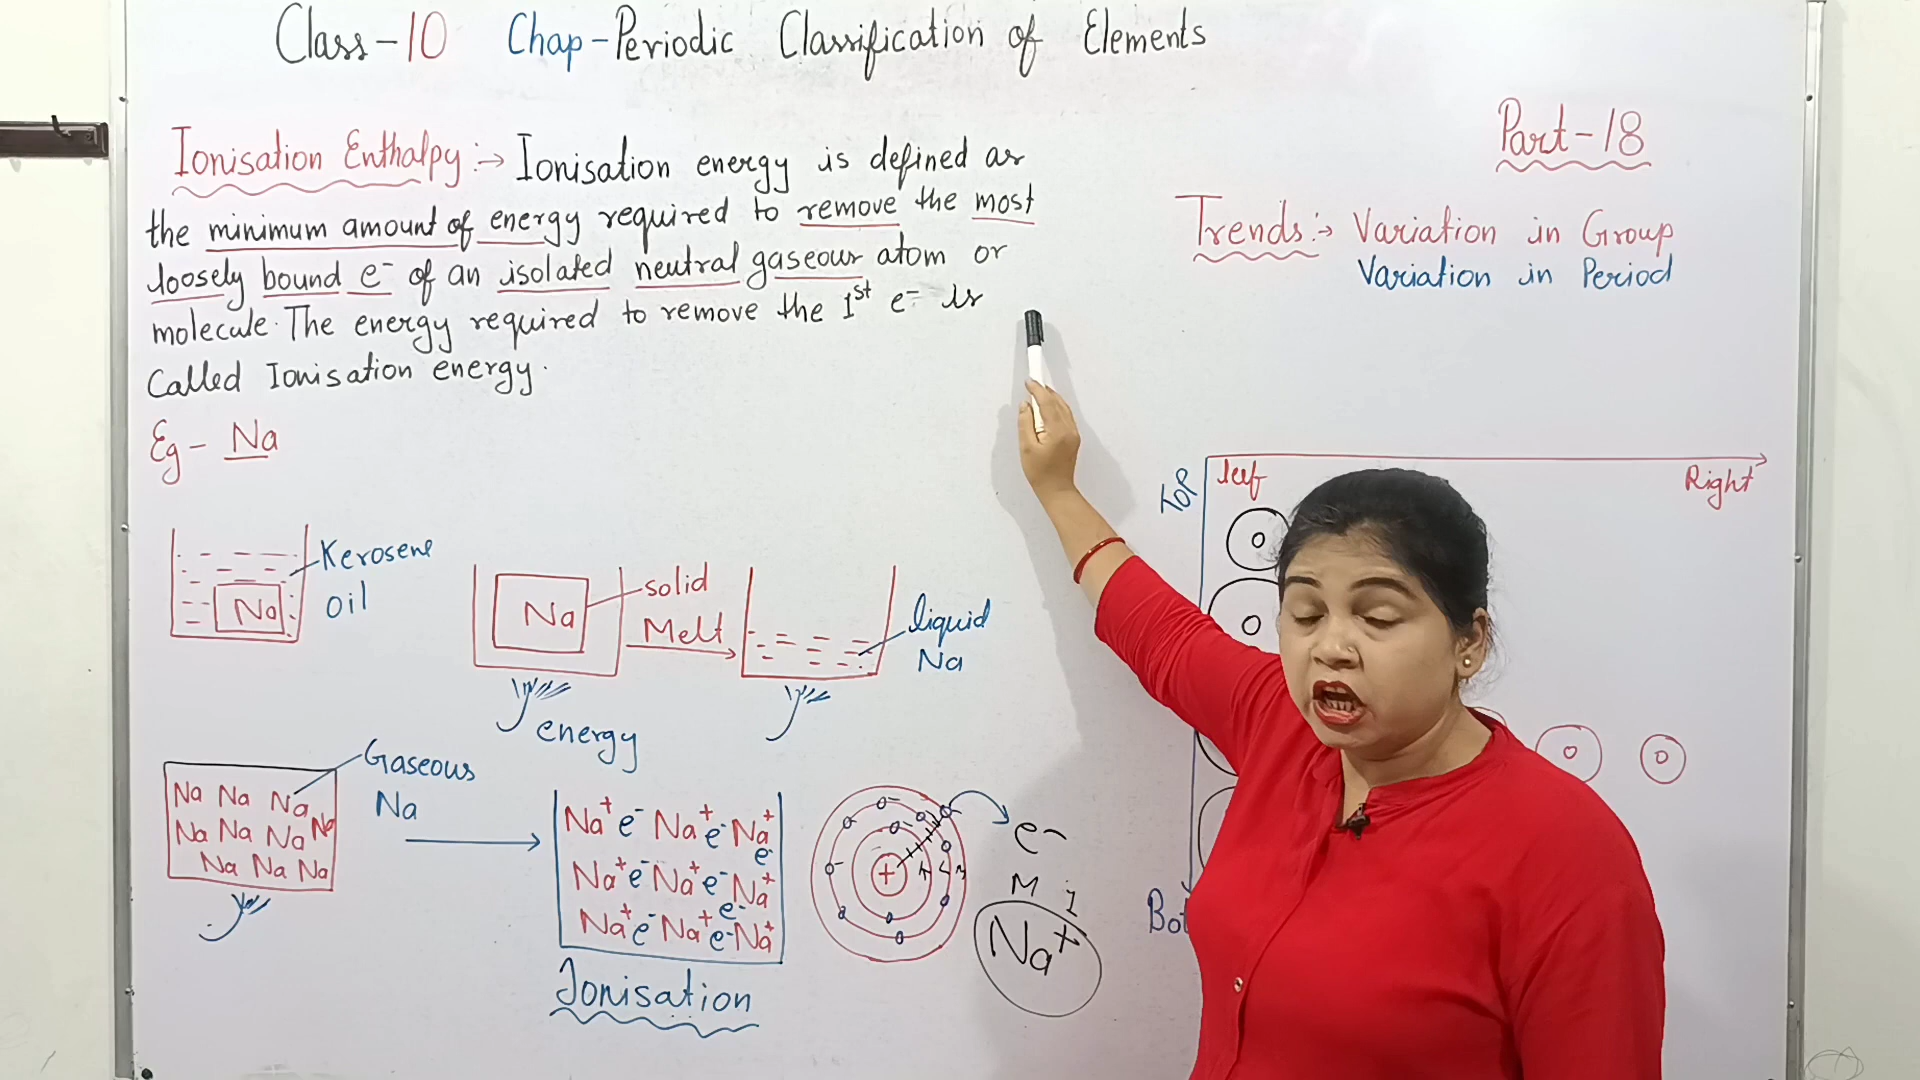 Class-10 Chap-Periodic Classification of Elements
Part-18
Ionisation Enthalpy:→ Ionisation energy is defined as
the minimum amount of energy required to remove the most
loosely bound e⁻ of an isolated neutral gaseous atom or
molecule. The energy required to remove the 1st e⁻ is
Called Ionisation energy.
Trends:→ Variation in Group
Variation in Period
Eg- Na
Kerosene
oil
Na
Na
solid
Melt
liquid
Na
energy
Gaseous
Na
Na Na Na
Na Na Na Na
Na Na Na
Na⁺ e⁻ Na⁺ e⁻ Na⁺
e⁻
Na⁺ e⁻ Na⁺ e⁻ Na⁺
e⁻
Na⁺ e⁻ Na⁺ e⁻ Na⁺
Ionisation
+
K L M
e⁻
M 1
Na⁺
TOP
Right